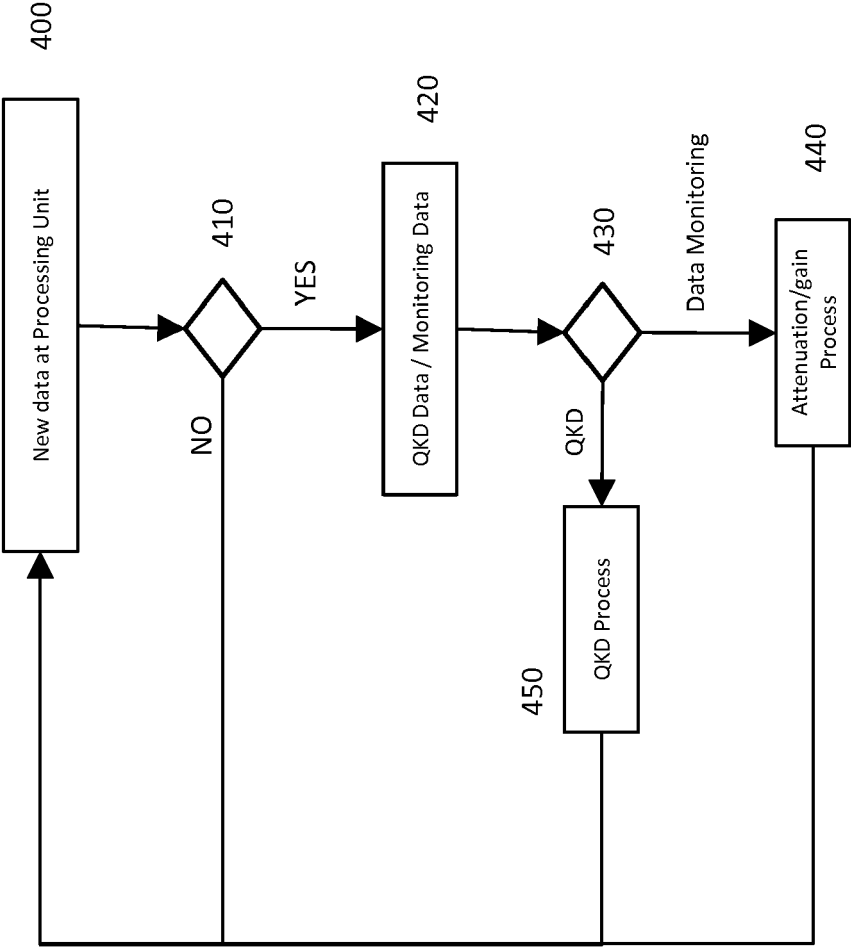 400
New data at Processing Unit
410
YES
NO
420
QKD Data / Monitoring Data
430
Data Monitoring
QKD
440
Attenuation/gain
Process
450
QKD Process